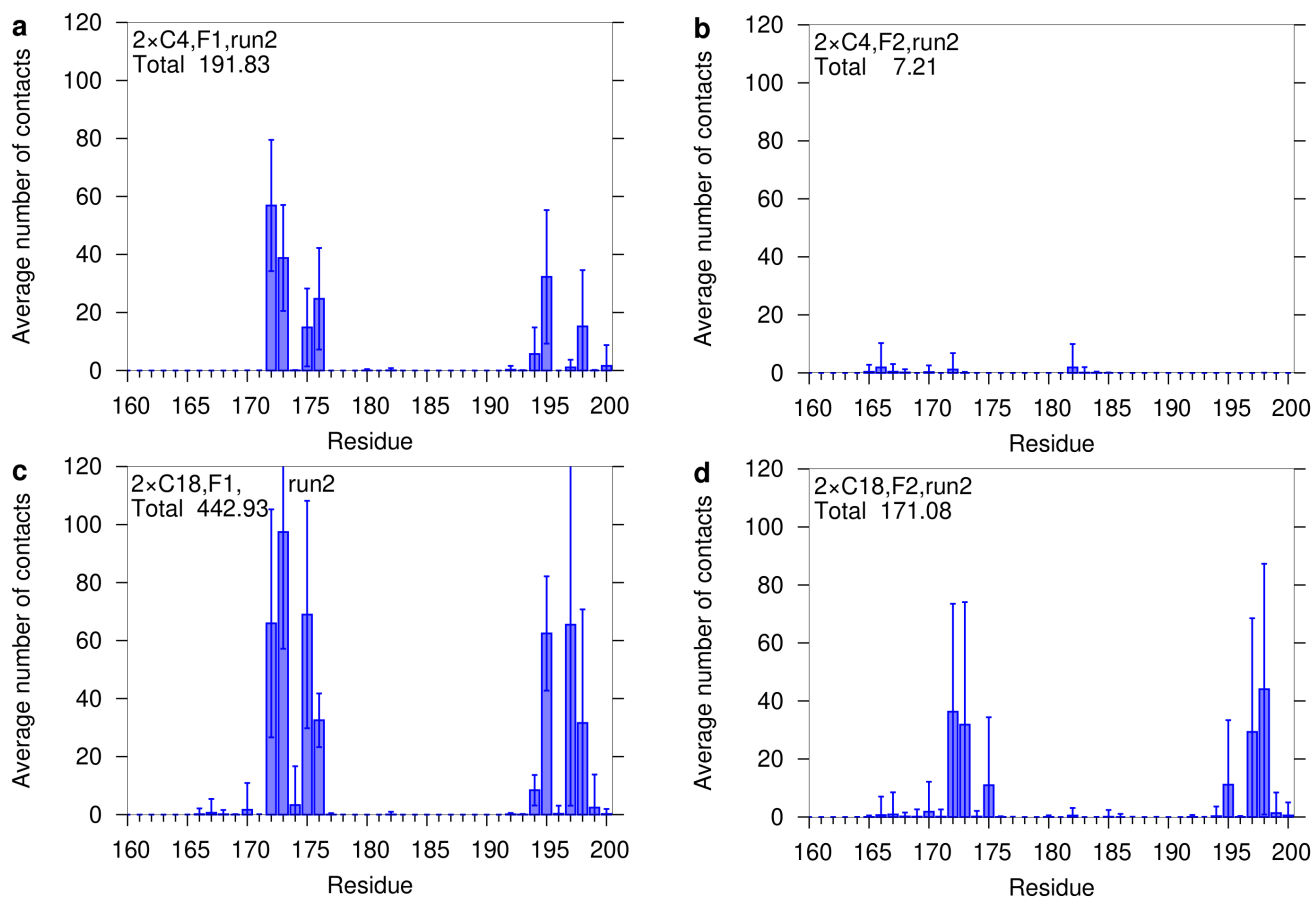 a
120
100
80
60
40
20
0
Average number of contacts
2×C4,F1,run2
Total 191.83
160 165 170 175 180 185 190 195 200
Residue
b
120
100
80
60
40
20
0
Average number of contacts
2×C4,F2,run2
Total 7.21
160 165 170 175 180 185 190 195 200
Residue
c
120
100
80
60
40
20
0
Average number of contacts
2×C18,F1, run2
Total 442.93
160 165 170 175 180 185 190 195 200
Residue
d
120
100
80
60
40
20
0
Average number of contacts
2×C18,F2,run2
Total 171.08
160 165 170 175 180 185 190 195 200
Residue